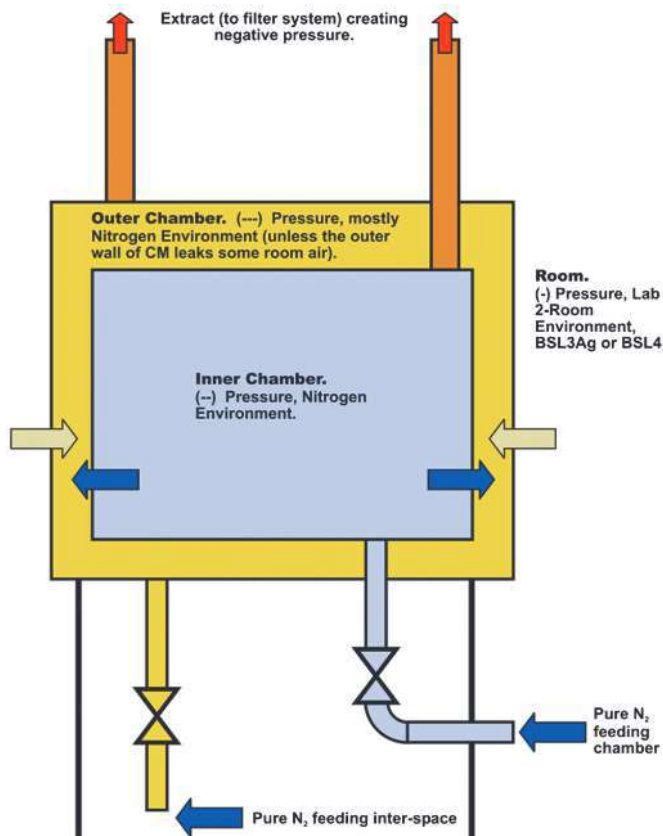 Extract (to filter system) creating
negative pressure.
Outer Chamber. (---) Pressure, mostly
Nitrogen Environment (unless the outer
wall of CM leaks some room air).
Room.
(-) Pressure, Lab
2-Room
Environment,
BSL3Ag or BSL4
Inner Chamber.
(--) Pressure, Nitrogen
Environment.
Pure N₂
feeding
chamber
Pure N₂ feeding inter-space